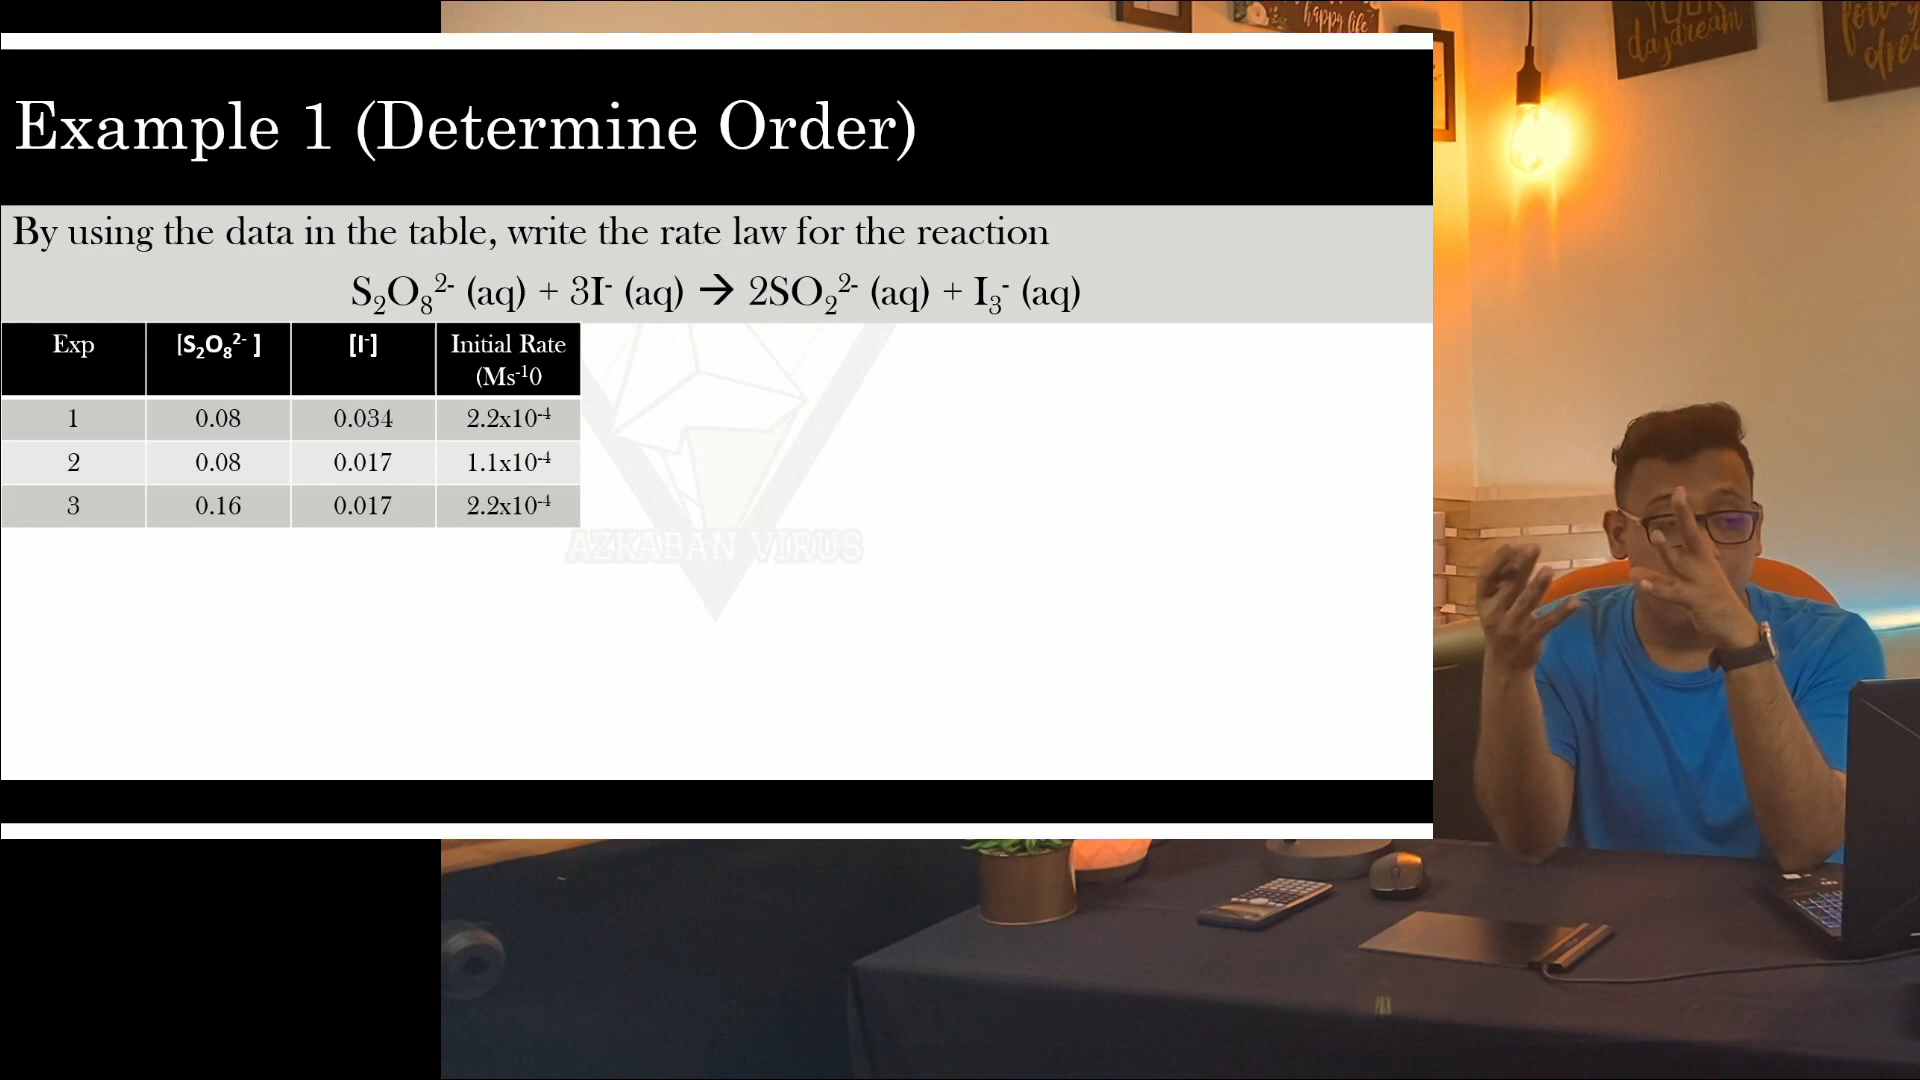 happy life
YOUR
daydream
follow
Example 1 (Determine Order)
By using the data in the table, write the rate law for the reaction
S₂O₈²⁻ (aq) + 3I⁻ (aq) → 2SO₂²⁻ (aq) + I₃⁻ (aq)
Exp [S₂O₈²⁻ ] [I⁻] Initial Rate (Ms⁻¹()
1 0.08 0.034 2.2x10⁻⁴
2 0.08 0.017 1.1x10⁻⁴
3 0.16 0.017 2.2x10⁻⁴
AZKABAN VIRUS